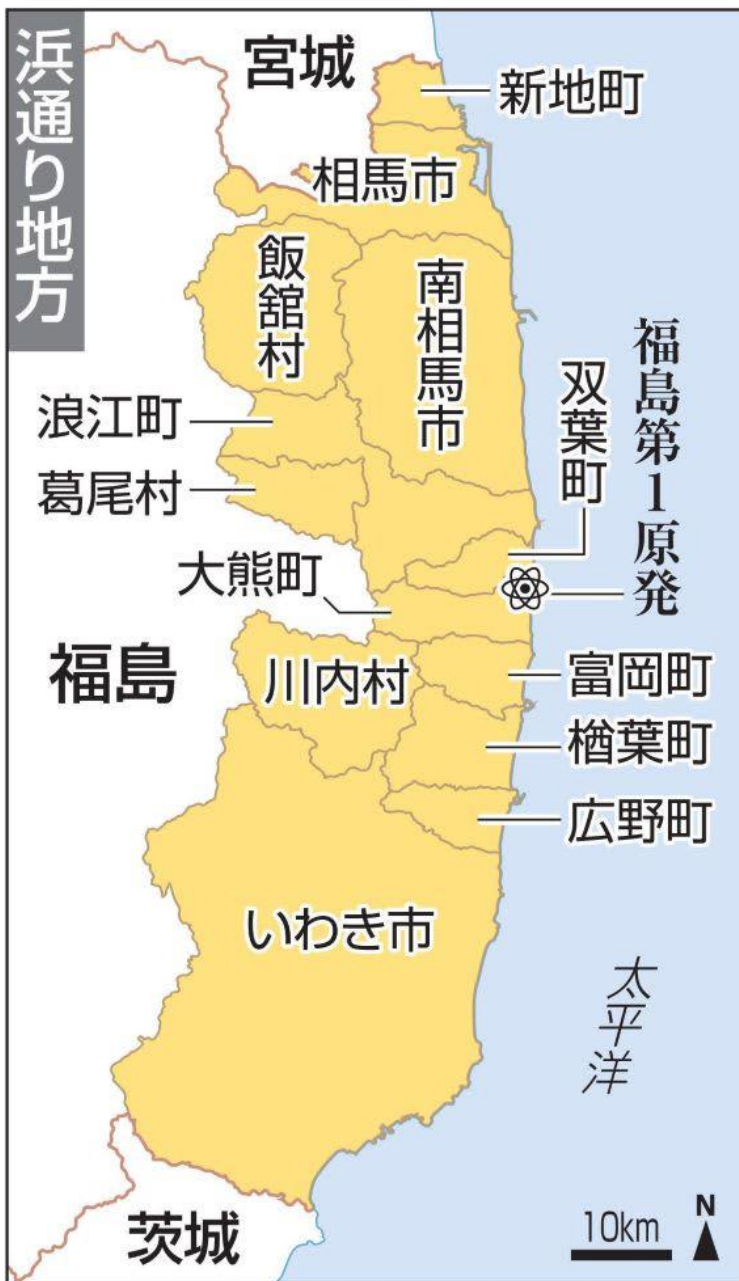 浜通り地方
宮城
新地町
相馬市
飯舘村
南相馬市
双葉町
福島第１原発
浪江町
葛尾村
大熊町
福島
川内村
富岡町
楢葉町
広野町
いわき市
太平洋
茨城
10km
N